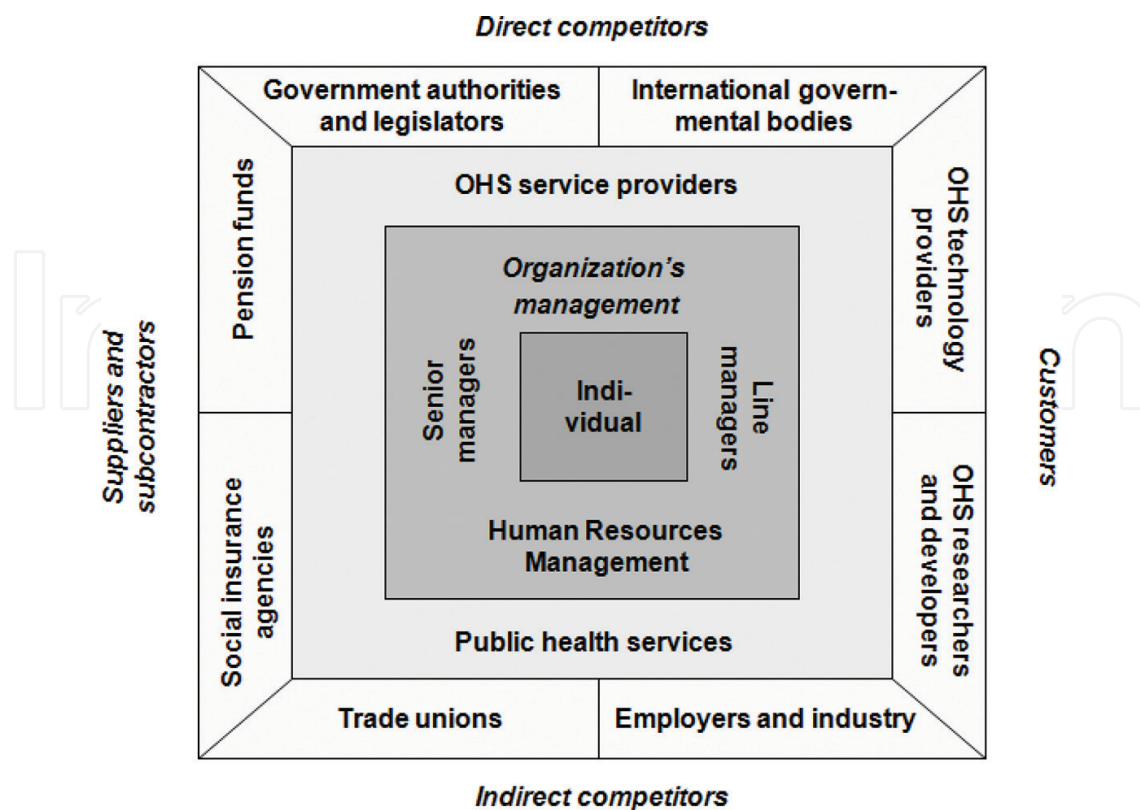 Direct competitors
Government authorities
and legislators
International govern-
mental bodies
Pension funds
OHS service providers
OHS technology
providers
Organization's
management
Senior
managers
Indi-
vidual
Line
managers
Suppliers and
subcontractors
Customers
Social insurance
agencies
Human Resources
Management
OHS researchers
and developers
Public health services
Trade unions
Employers and industry
Indirect competitors